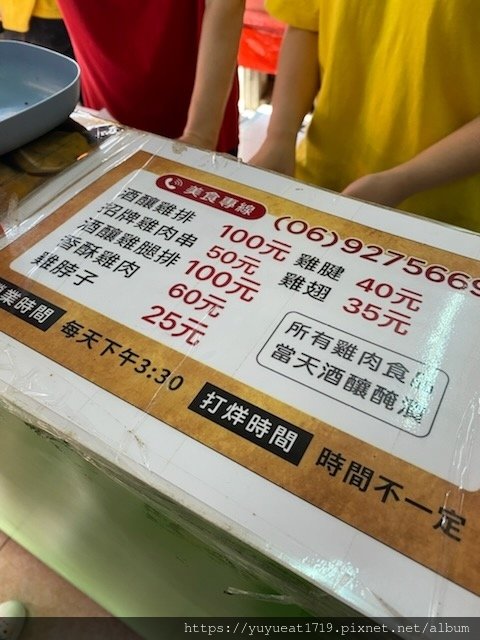 美食專線 (06)9275669
酒釀雞排 100元
招牌雞肉串 50元
酒釀雞腿排 100元
香酥雞肉 60元
雞脖子 25元
雞腱 40元
雞翅 35元
所有雞肉食
當天酒釀醃
業時間 每天下午3:30
打烊時間 時間不一定
https://yuyueat1719.pixnet.net/album